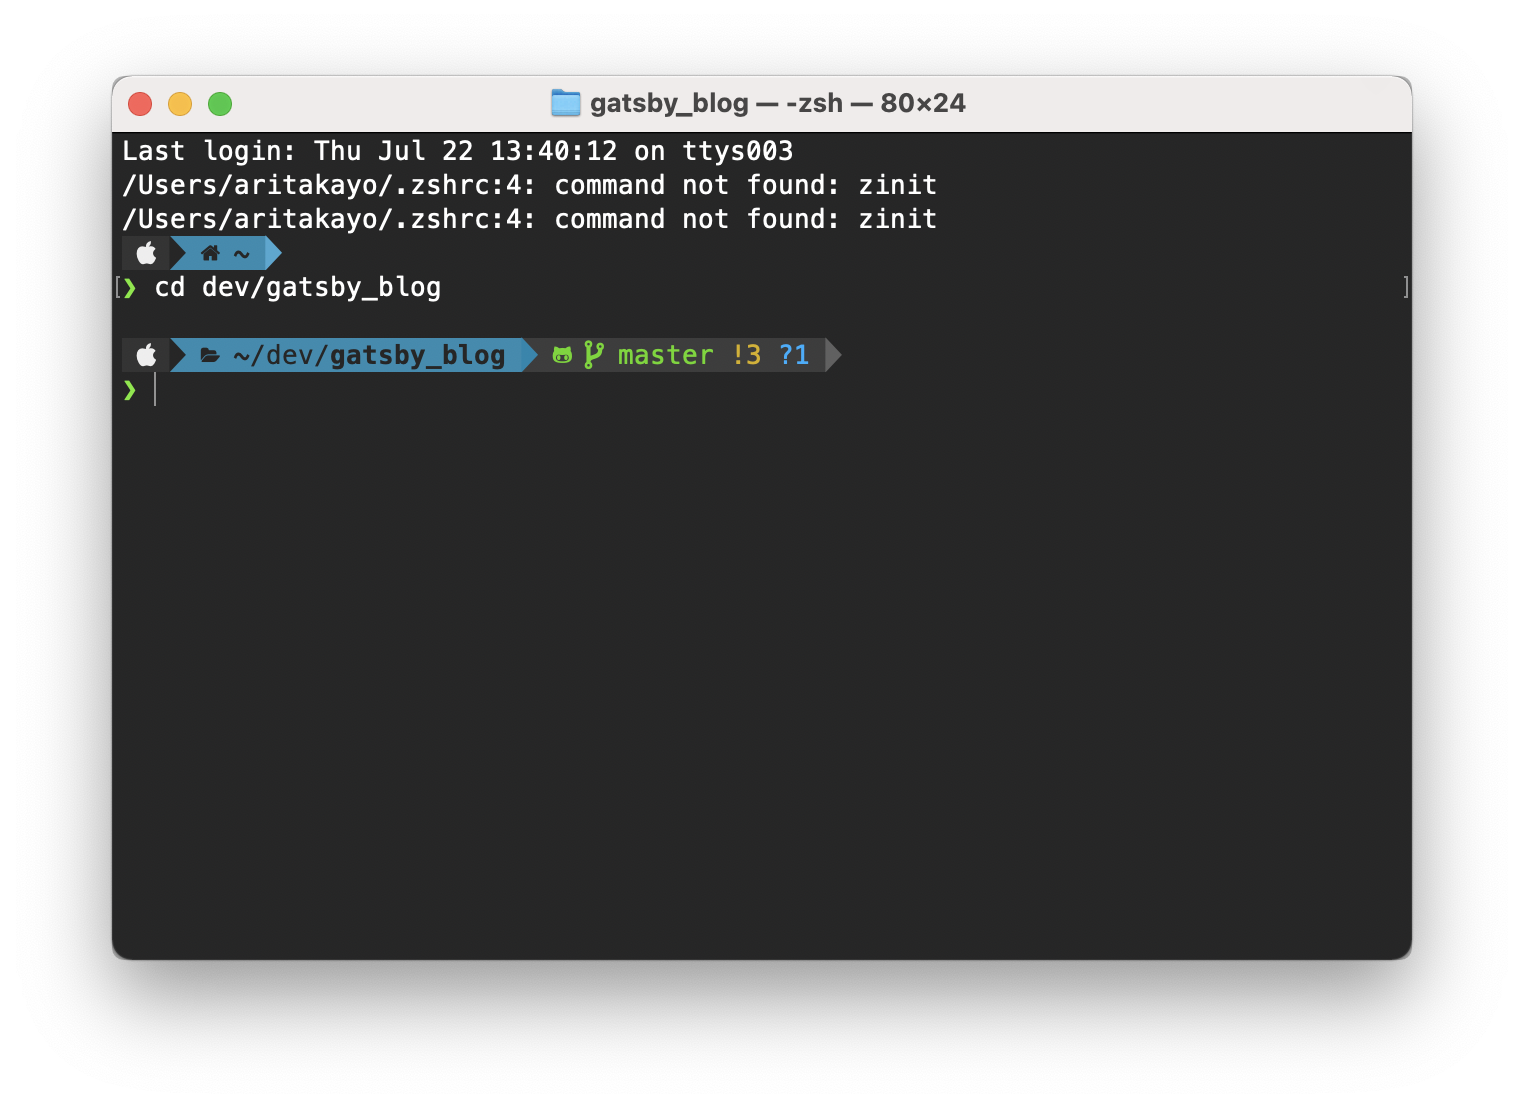 gatsby_blog — -zsh — 80×24
Last login: Thu Jul 22 13:40:12 on ttys003
/Users/aritakayo/.zshrc:4: command not found: zinit
/Users/aritakayo/.zshrc:4: command not found: zinit
~
[❯ cd dev/gatsby_blog ]
~/dev/gatsby_blog master !3 ?1
❯